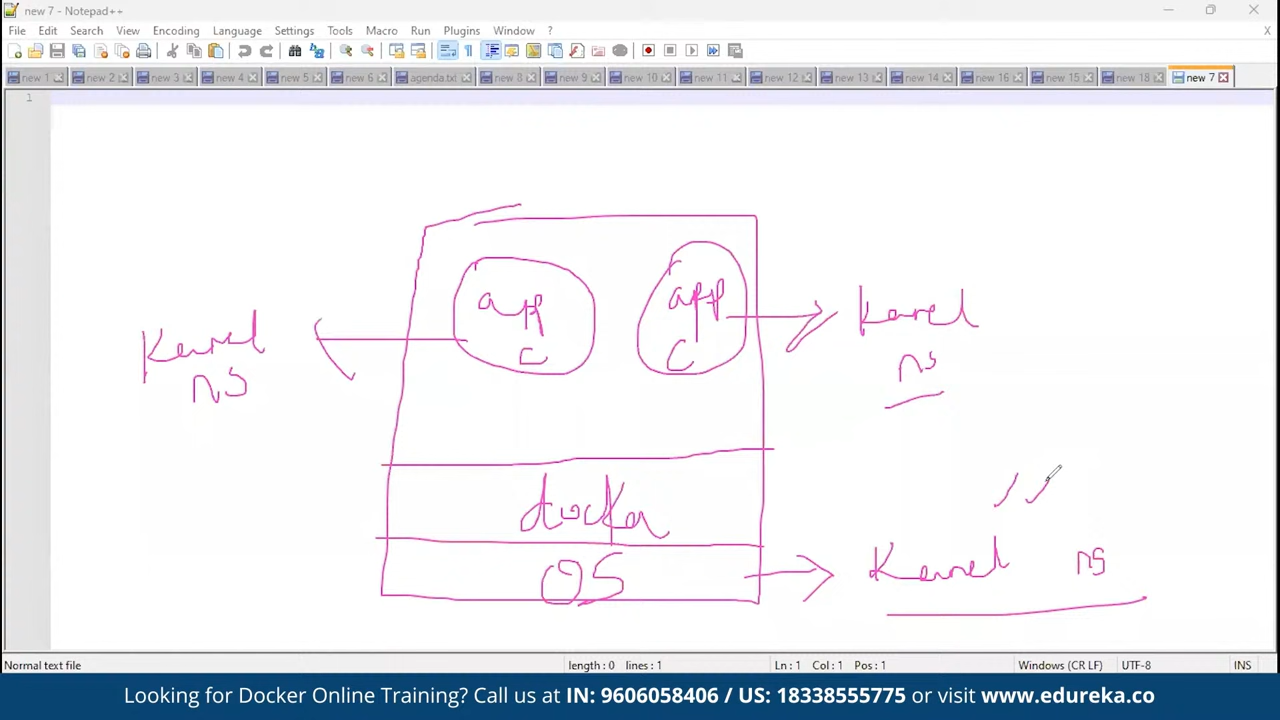 new 7 - Notepad++
File Edit Search View Encoding Language Settings Tools Macro Run Plugins Window ?
X
new 1 new 2 new 3 new 4 new 5 new 6 agenda.txt new 8 new 9 new 10 new 11 new 12 new 13 new 14 new 16 new 15 new 18 new 7
1
app
C
app
C
Kernel
ns
Kernel
ns
docker
OS
Kernel ns
Normal text file length : 0 lines : 1 Ln : 1 Col : 1 Pos : 1 Windows (CR LF) UTF-8 INS
Looking for Docker Online Training? Call us at IN: 9606058406 / US: 18338555775 or visit www.edureka.co